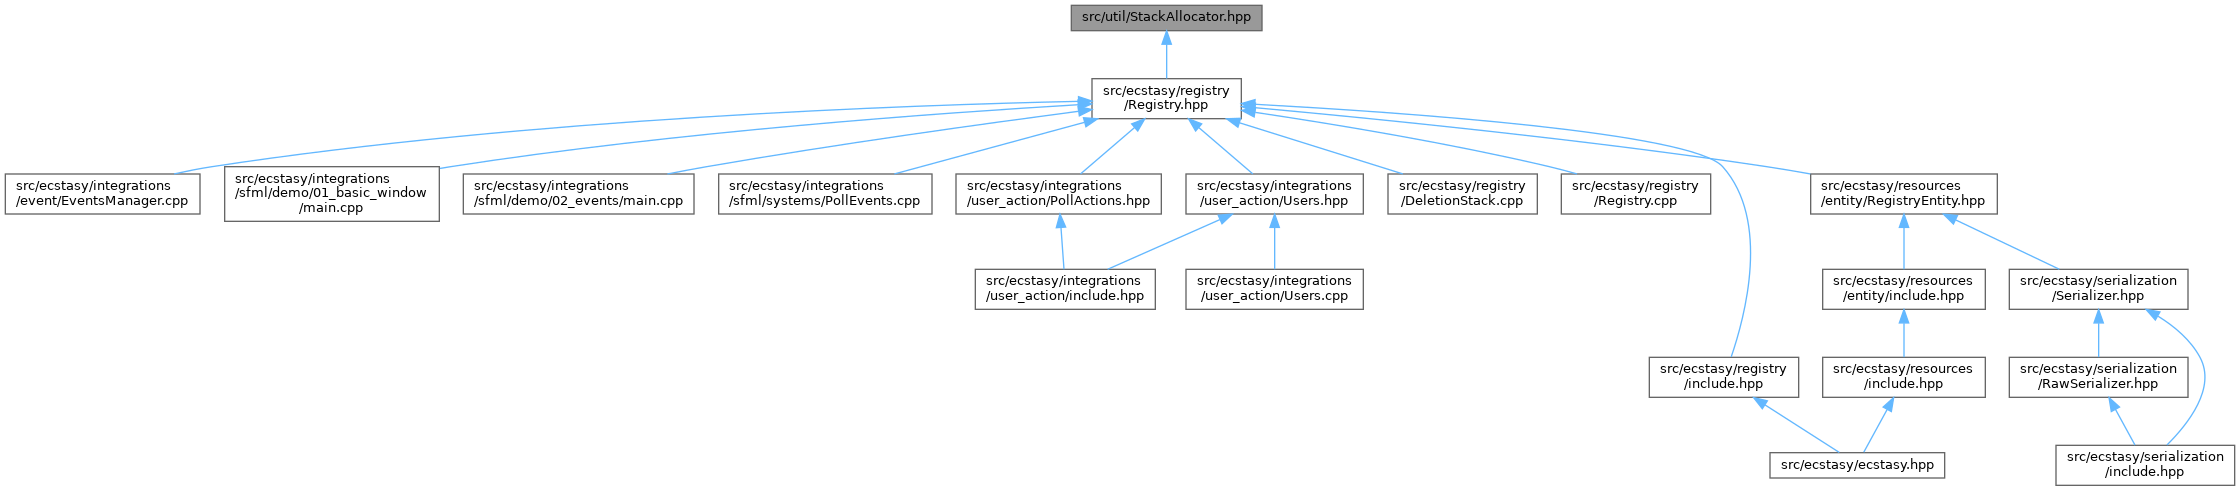 src/util/StackAllocator.hpp
src/ecstasy/registry
/Registry.hpp
src/ecstasy/integrations
/event/EventsManager.cpp
src/ecstasy/integrations
/sfml/demo/01_basic_window
/main.cpp
src/ecstasy/integrations
/sfml/demo/02_events/main.cpp
src/ecstasy/integrations
/sfml/systems/PollEvents.cpp
src/ecstasy/integrations
/user_action/PollActions.hpp
src/ecstasy/integrations
/user_action/Users.hpp
src/ecstasy/registry
/DeletionStack.cpp
src/ecstasy/registry
/Registry.cpp
src/ecstasy/resources
/entity/RegistryEntity.hpp
src/ecstasy/integrations
/user_action/include.hpp
src/ecstasy/integrations
/user_action/Users.cpp
src/ecstasy/resources
/entity/include.hpp
src/ecstasy/serialization
/Serializer.hpp
src/ecstasy/registry
/include.hpp
src/ecstasy/resources
/include.hpp
src/ecstasy/serialization
/RawSerializer.hpp
src/ecstasy/ecstasy.hpp
src/ecstasy/serialization
/include.hpp